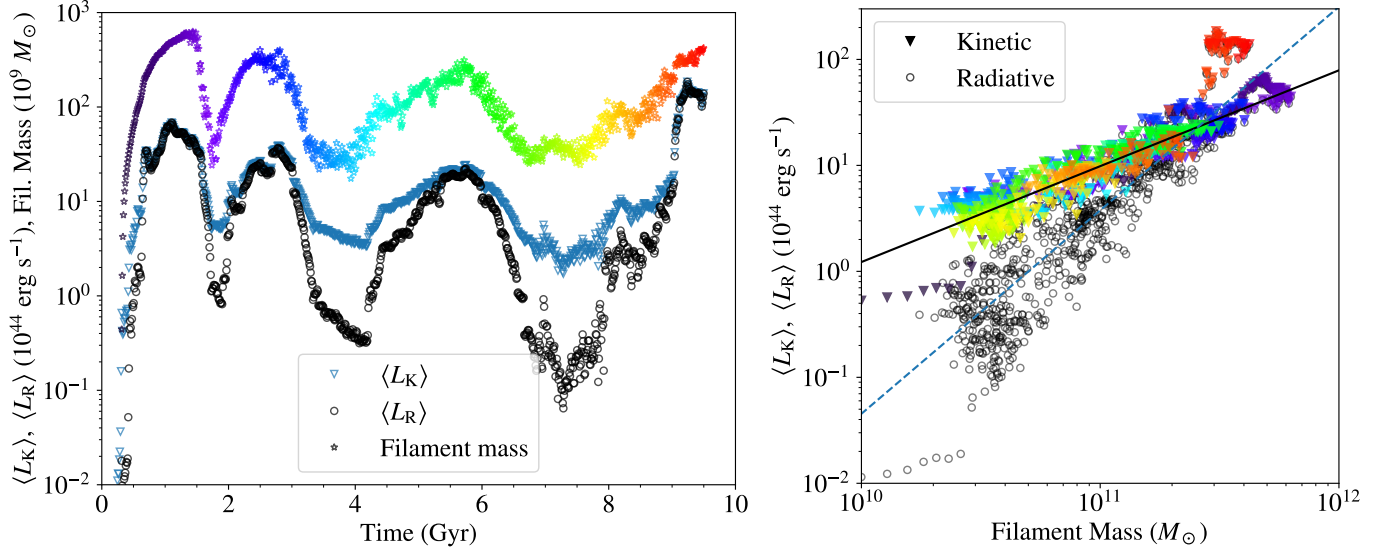 ⟨L_K⟩, ⟨L_R⟩ (10^44 erg s^−1), Fil. Mass (10^9 M_⊙)
10^3
10^2
10^1
10^0
10^−1
10^−2
0 2 4 6 8 10
Time (Gyr)
⟨L_K⟩
⟨L_R⟩
Filament mass
⟨L_K⟩, ⟨L_R⟩ (10^44 erg s^−1)
10^2
10^1
10^0
10^−1
10^−2
10^10 10^11 10^12
Filament Mass (M_⊙)
Kinetic
Radiative